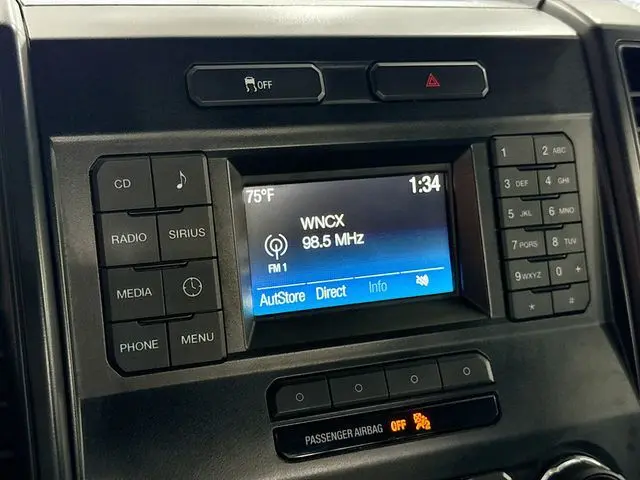 OFF
CD
RADIO
SIRIUS
MEDIA
PHONE
MENU
75°F
1:34
WNCX
98.5 MHz
FM 1
AutStore Direct Info
1
2 ABC
3 DEF
4 GHI
5 JKL
6 MNO
7 PQRS
8 TUV
9 WXYZ
0 +
*
#
PASSENGER AIRBAG OFF